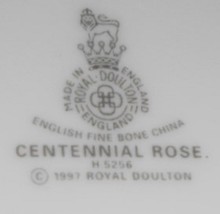 MADE IN ENGLAND
ROYAL DOULTON
ENGLAND
ENGLISH FINE BONE CHINA
CENTENNIAL ROSE.
H 5256
© 1997 ROYAL DOULTON